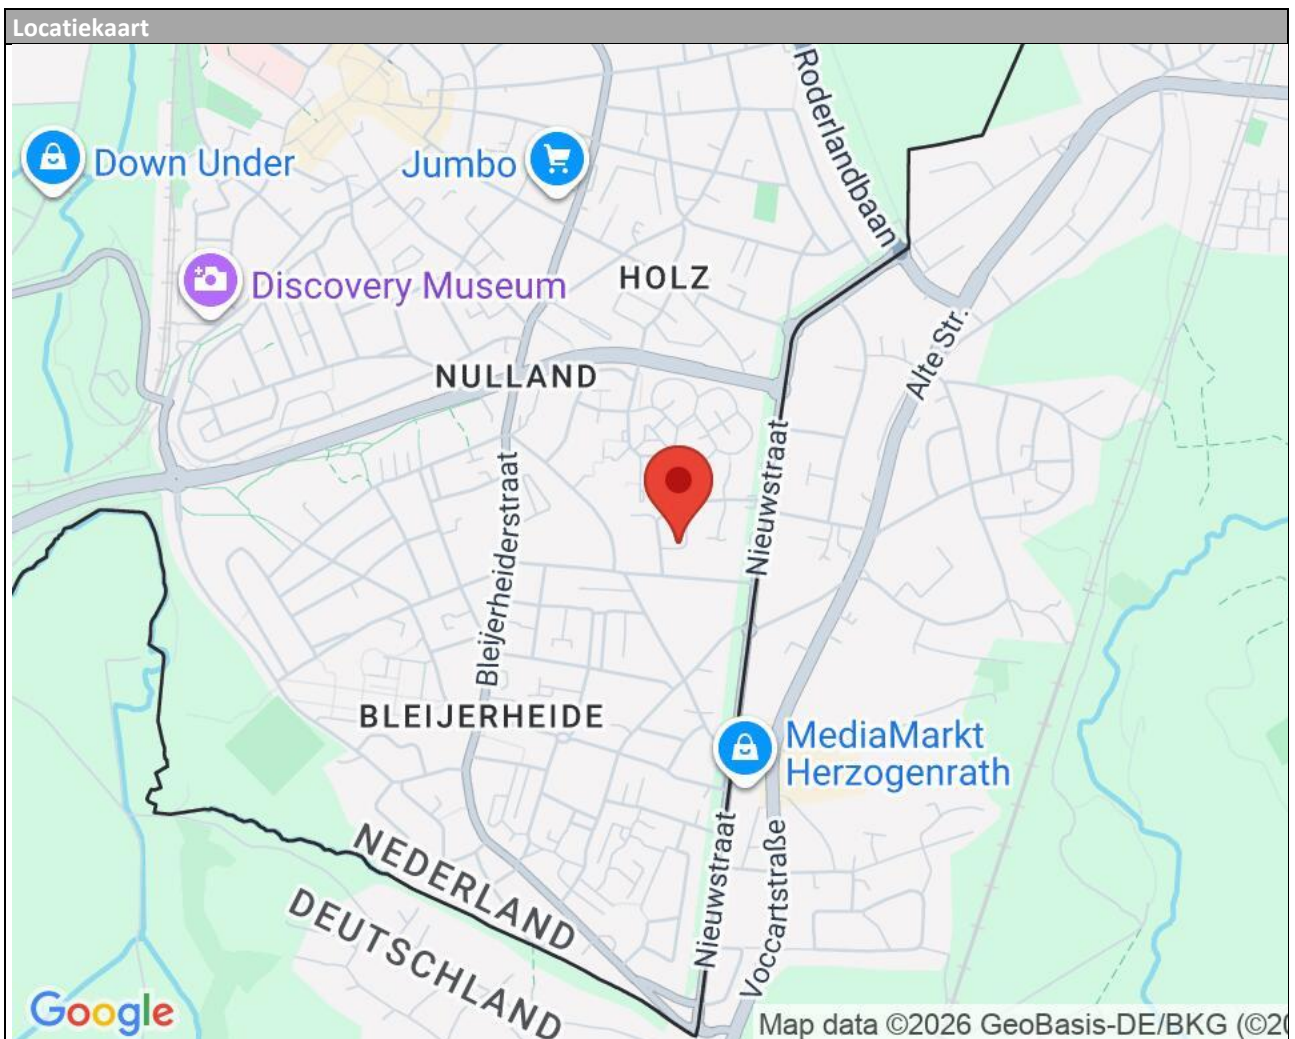 Locatiekaart
Roderlandbaan
Down Under
Jumbo
HOLZ
Discovery Museum
Alte Str.
NULLAND
Nieuwstraat
Bleijerheiderstraat
BLEIJERHEIDE
MediaMarkt
Herzogenrath
NEDERLAND
DEUTSCHLAND
Nieuwstraat
Voccartstraße
Google
Map data ©2026 GeoBasis-DE/BKG (©20